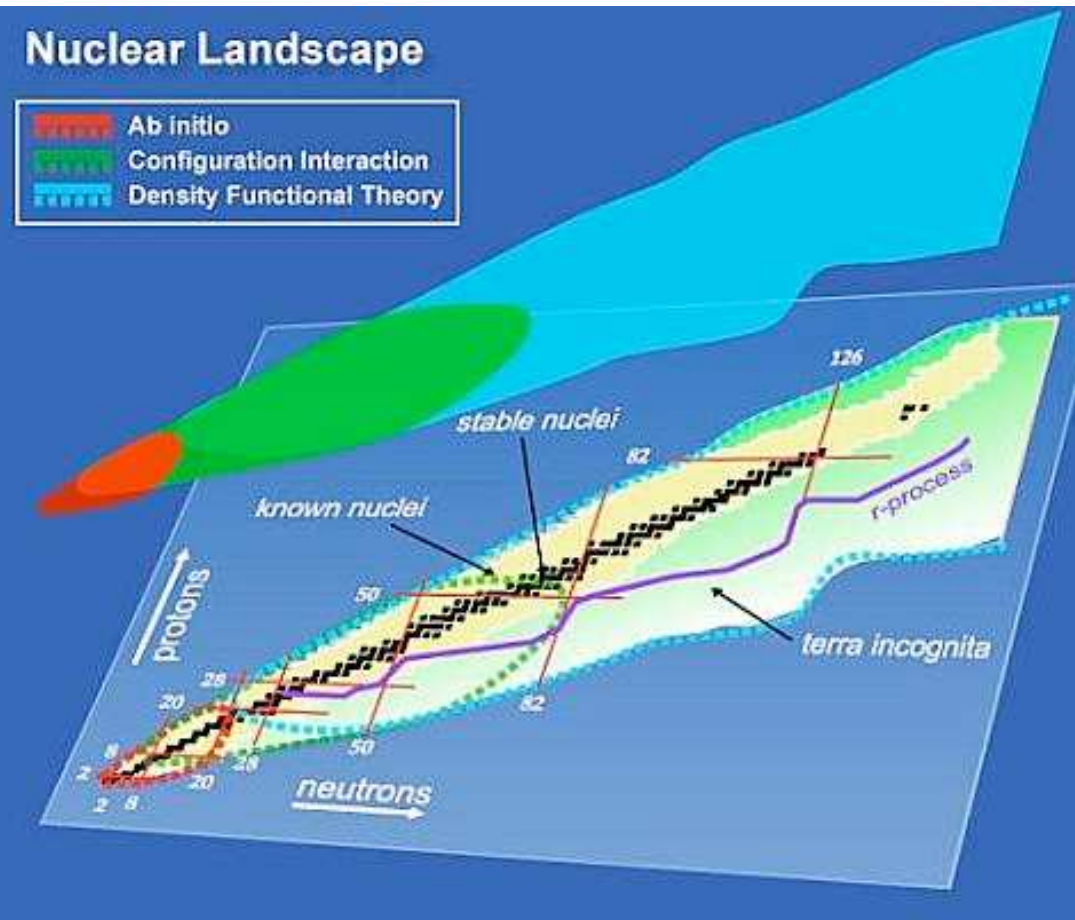 Nuclear Landscape
Ab initio
Configuration Interaction
Density Functional Theory
126
stable nuclei
82
known nuclei
r-process
50
protons
terra incognita
28
82
20
50
8
28
20
2
neutrons
2
8